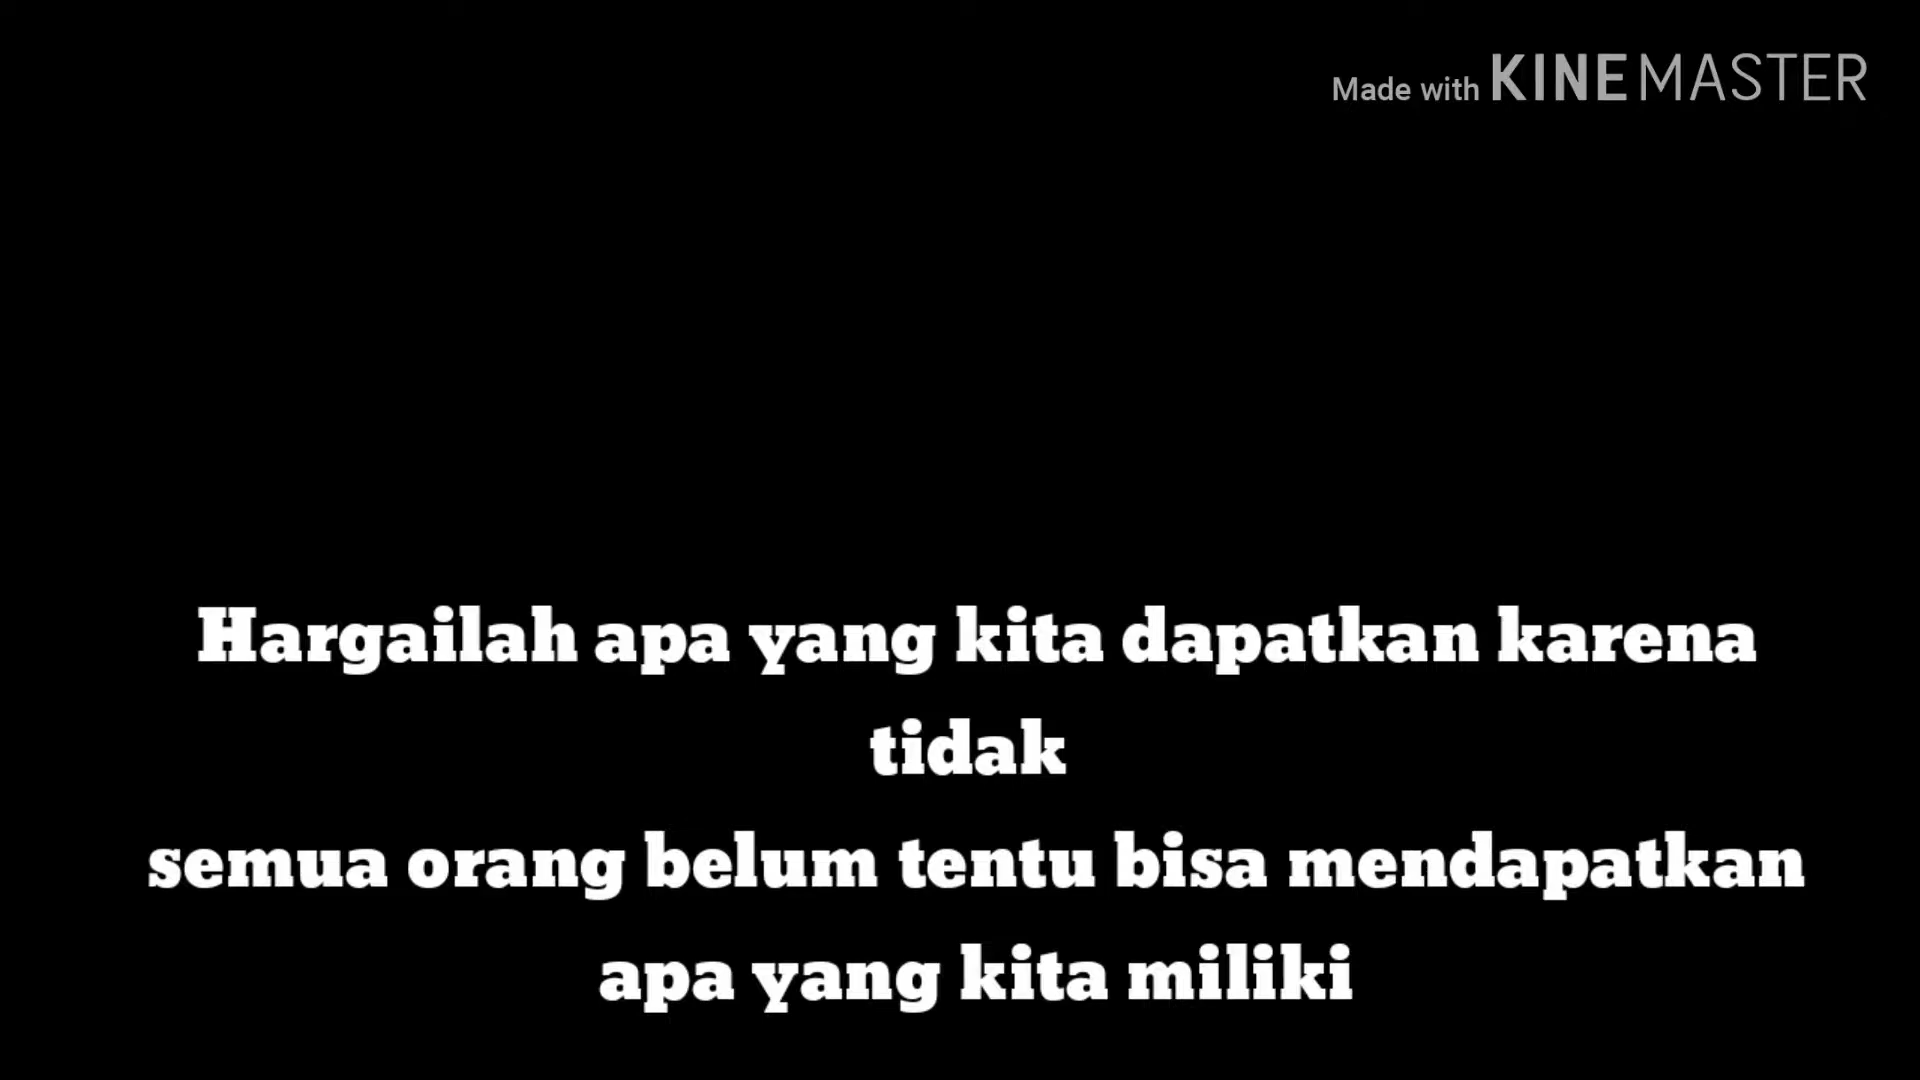 Made with KINEMASTER
Hargailah apa yang kita dapatkan karena
tidak
semua orang belum tentu bisa mendapatkan
apa yang kita miliki